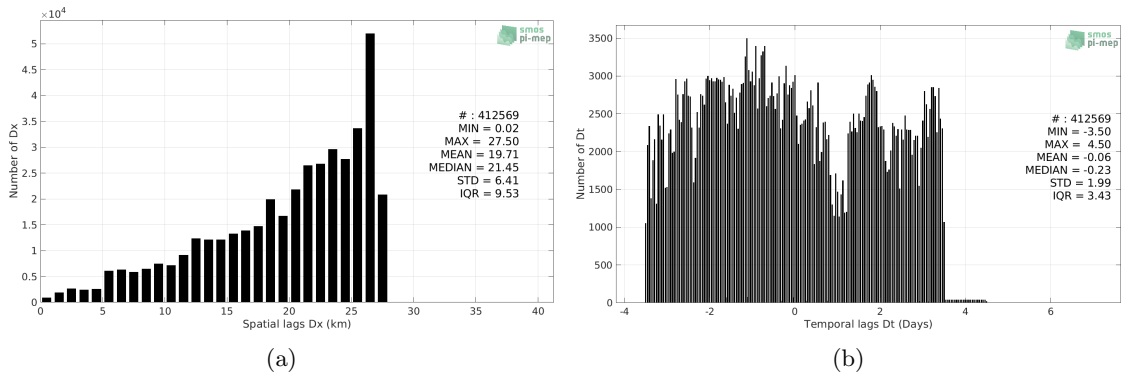 ×10⁴
5
4.5
4
3.5
3
2.5
2
1.5
1
0.5
0
Number of Dx
0 5 10 15 20 25 30 35 40
Spatial lags Dx (km)
smos
pi-mep
# : 412569
MIN = 0.02
MAX = 27.50
MEAN = 19.71
MEDIAN = 21.45
STD = 6.41
IQR = 9.53
(a)
3500
3000
2500
2000
1500
1000
500
0
Number of Dt
-4 -2 0 2 4 6
Temporal lags Dt (Days)
smos
pi-mep
# : 412569
MIN = -3.50
MAX = 4.50
MEAN = -0.06
MEDIAN = -0.23
STD = 1.99
IQR = 3.43
(b)